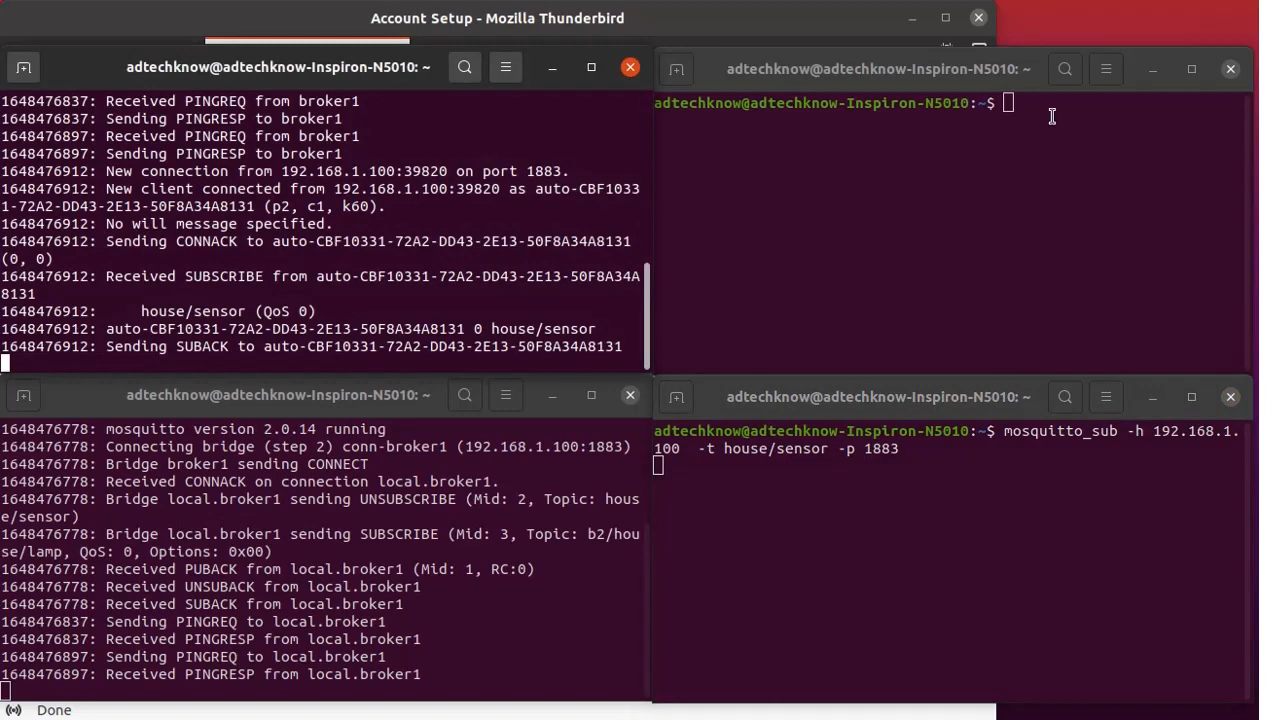 Account Setup - Mozilla Thunderbird
adtechknow@adtechknow-Inspiron-N5010: ~
1648476837: Received PINGREQ from broker1
1648476837: Sending PINGRESP to broker1
1648476897: Received PINGREQ from broker1
1648476897: Sending PINGRESP to broker1
1648476912: New connection from 192.168.1.100:39820 on port 1883.
1648476912: New client connected from 192.168.1.100:39820 as auto-CBF1033
1-72A2-DD43-2E13-50F8A34A8131 (p2, c1, k60).
1648476912: No will message specified.
1648476912: Sending CONNACK to auto-CBF10331-72A2-DD43-2E13-50F8A34A8131
(0, 0)
1648476912: Received SUBSCRIBE from auto-CBF10331-72A2-DD43-2E13-50F8A34A
8131
1648476912:     house/sensor (QoS 0)
1648476912: auto-CBF10331-72A2-DD43-2E13-50F8A34A8131 0 house/sensor
1648476912: Sending SUBACK to auto-CBF10331-72A2-DD43-2E13-50F8A34A8131
adtechknow@adtechknow-Inspiron-N5010: ~
adtechknow@adtechknow-Inspiron-N5010:~$
adtechknow@adtechknow-Inspiron-N5010: ~
1648476778: mosquitto version 2.0.14 running
1648476778: Connecting bridge (step 2) conn-broker1 (192.168.1.100:1883)
1648476778: Bridge broker1 sending CONNECT
1648476778: Received CONNACK on connection local.broker1.
1648476778: Bridge local.broker1 sending UNSUBSCRIBE (Mid: 2, Topic: hous
e/sensor)
1648476778: Bridge local.broker1 sending SUBSCRIBE (Mid: 3, Topic: b2/hou
se/lamp, QoS: 0, Options: 0x00)
1648476778: Received PUBACK from local.broker1 (Mid: 1, RC:0)
1648476778: Received UNSUBACK from local.broker1
1648476778: Received SUBACK from local.broker1
1648476837: Sending PINGREQ to local.broker1
1648476837: Received PINGRESP from local.broker1
1648476897: Sending PINGREQ to local.broker1
1648476897: Received PINGRESP from local.broker1
adtechknow@adtechknow-Inspiron-N5010: ~
adtechknow@adtechknow-Inspiron-N5010:~$ mosquitto_sub -h 192.168.1.
100  -t house/sensor -p 1883
Done